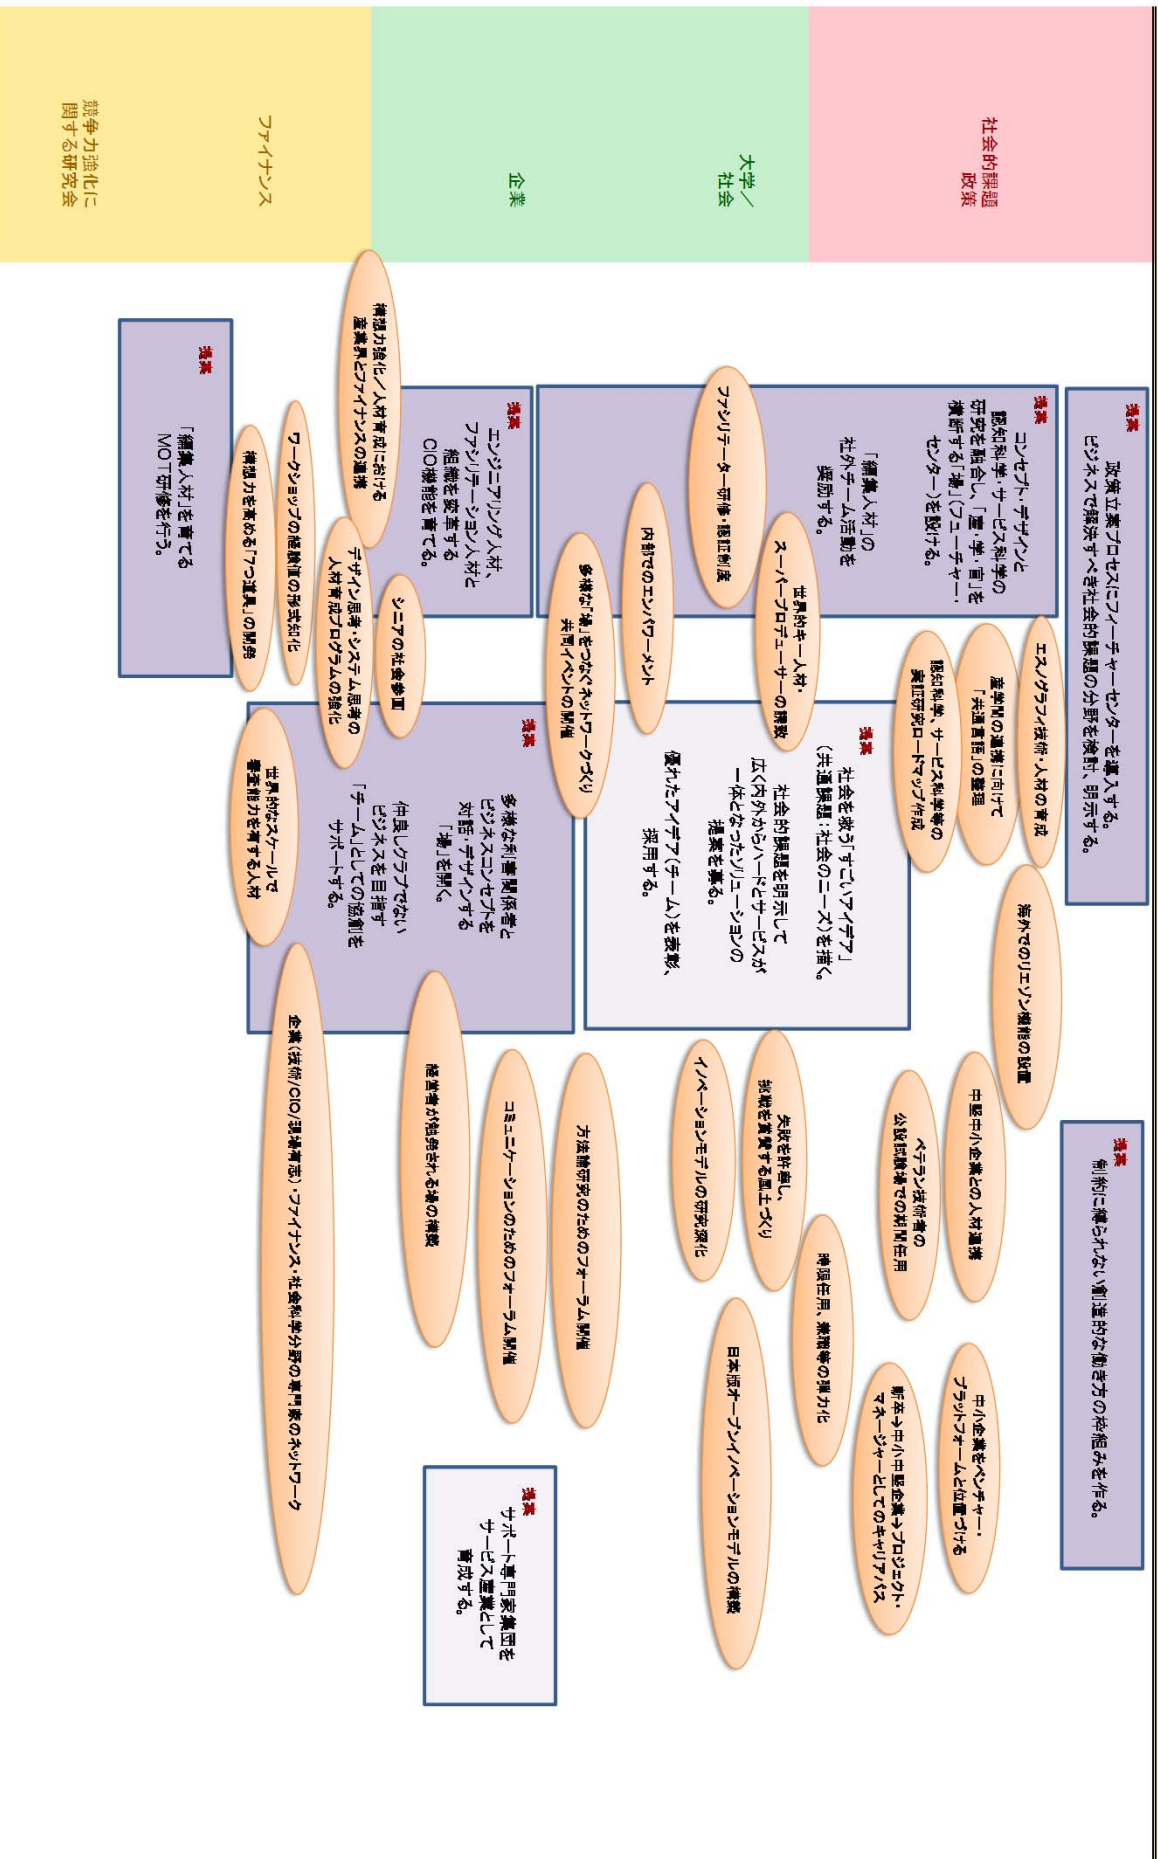 社会的課題
政策
大学／
社会
企業
ファイナンス
競争力強化に
関する研究会
提案
政策立案プロセスにフィーチャーセンターを導入する。
ビジネスで解決すべき社会的課題の分野を検討、明示する。
提案
制約に縛られない創造的な働き方の枠組みを作る。
提案
コンセプト・デザインと
認知科学・サービス科学の
研究を融合し、「産・学・官」を
横断する「場」（フューチャー・
センター）を設ける。
「編集人材」の
社外チーム活動を
奨励する。
エスノグラフィ技術・人材の育成
産学間の連携に向けて
「共通言語」の整理
認知科学、サービス科学等の
実証研究ロードマップ作成
海外でのリエゾン機能の設置
中堅中小企業との人材連携
ベテラン技術者の
公設試験場での期間任用
中小企業をベンチャー・
プラットフォームと位置づける
新卒→中小中堅企業→プロジェクト・
マネージャーとしてのキャリアパス
世界的キー人材・
スーパープロデューサーの講教
ファシリテーター研修・認証制度
内部でのエンパワーメント
多様な「場」をつなぐネットワークづくり
共同イベントの開催
提案
社会を救う「すごいアイデア」
（共通課題：社会のニーズ）を描く。
社会的課題を明示して
広く内外からハードとサービスが
一体となったソリューションの
提案を募る。
優れたアイデア（チーム）を表彰、
採用する。
失敗を許容し、
挑戦を賞賛する風土づくり
イノベーションモデルの研究深化
時限任用、兼職等の弾力化
日本版オープンイノベーションモデルの構築
提案
エンジニアリング人材、
ファシリテーション人材と
組織を変革する
CIO機能を育てる。
構想力強化／人材育成における
産業界とファイナンスの連携
シニアの社会参画
デザイン思考・システム思考の
人材育成プログラムの強化
ワークショップの経験値の形式知化
構想力を高める「7つ道具」の開発
提案
多様な利害関係者と
ビジネスコンセプトを
対話・デザインする
「場」を開く。
仲良しクラブでない
ビジネスを目指す
「チーム」としての協創を
サポートする。
世界的なスケールで
審査能力を有する人材
方法論研究のためのフォーラム開催
コミュニケーションのためのフォーラム開催
経営者が触発される場の構築
企業（技術/CIO/現場有志）・ファイナンス・社会科学分野の専門家のネットワーク
提案
サポート専門家集団を
サービス産業として
育成する。
提案
「編集人材」を育てる
MOT研修を行う。